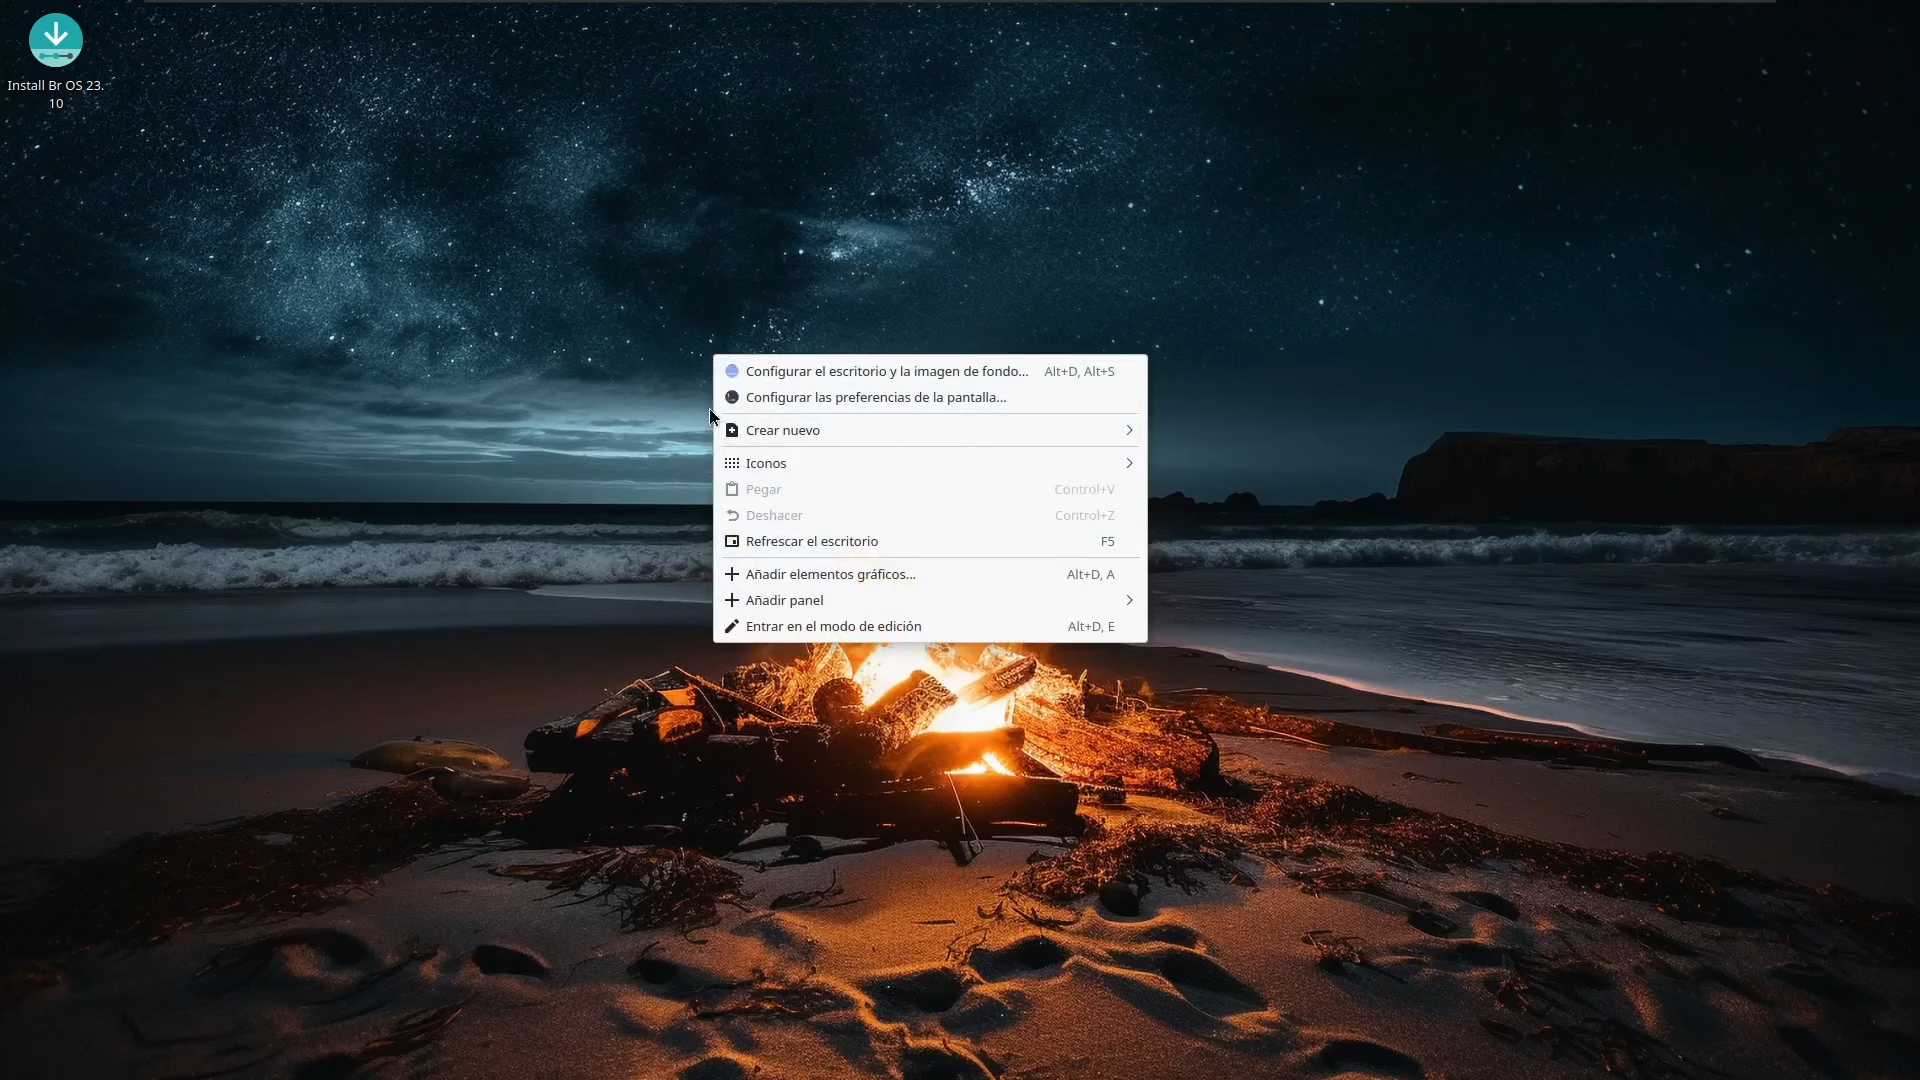 Install Br OS 23.
10
Configurar el escritorio y la imagen de fondo... Alt+D, Alt+S
Configurar las preferencias de la pantalla...
Crear nuevo
Iconos
Pegar Control+V
Deshacer Control+Z
Refrescar el escritorio F5
Añadir elementos gráficos... Alt+D, A
Añadir panel
Entrar en el modo de edición Alt+D, E